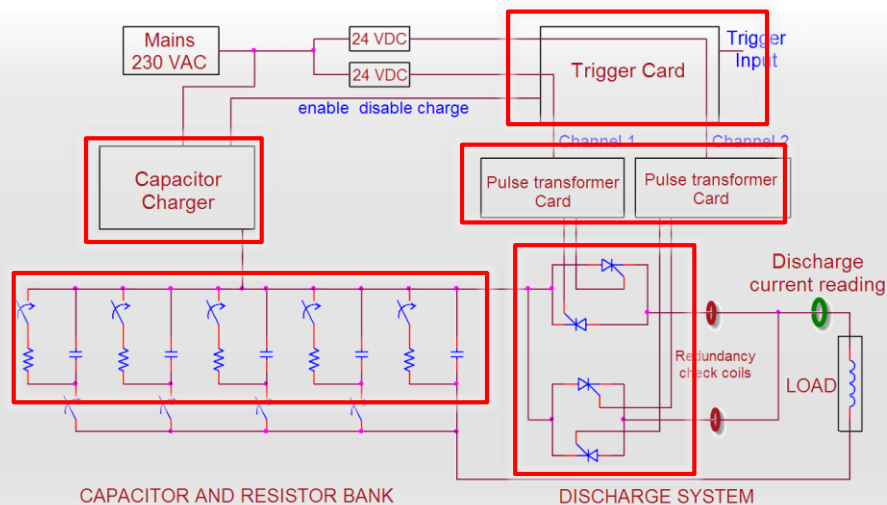 Mains
230 VAC
24 VDC
24 VDC
enable disable charge
Trigger Card
Trigger
Input
Channel 1
Channel 2
Capacitor
Charger
Pulse transformer
Card
Pulse transformer
Card
Discharge
current reading
Redundancy
check coils
LOAD
CAPACITOR AND RESISTOR BANK
DISCHARGE SYSTEM